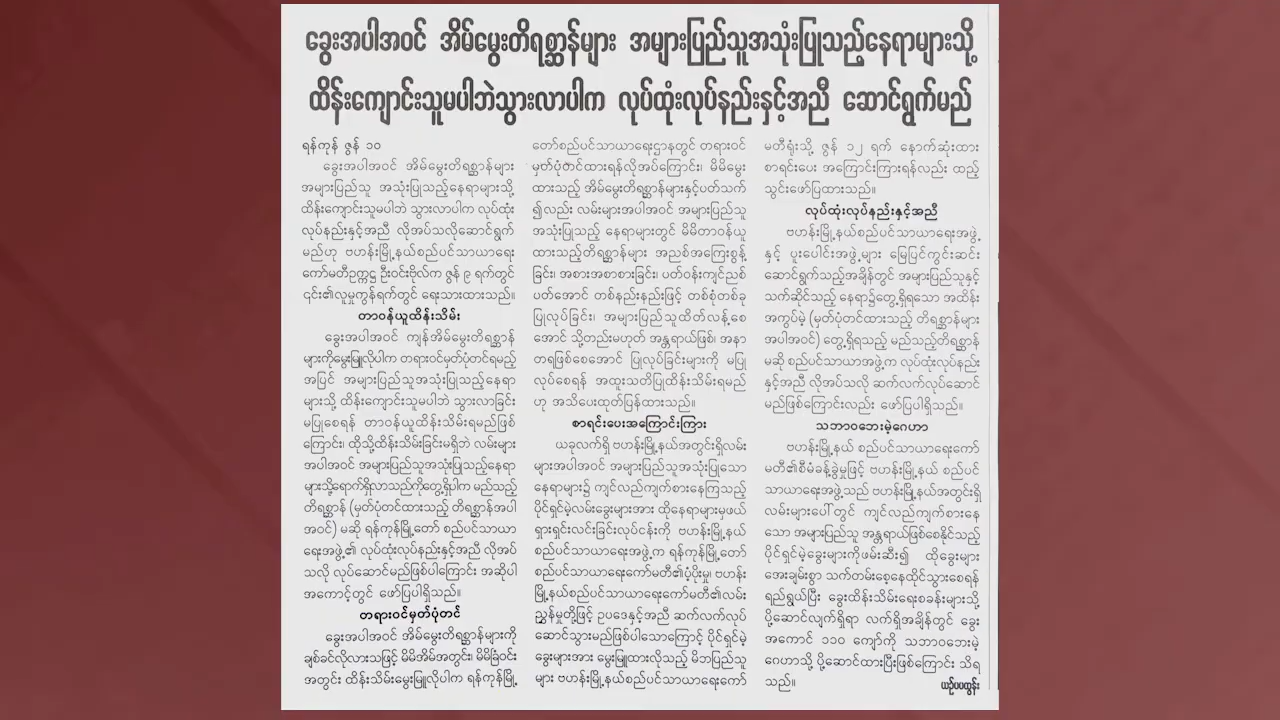 ခွေးအပါအဝင် အိမ်မွေးတိရစ္ဆာန်များ အများပြည်သူအသုံးပြုသည့်နေရာများသို့
ထိန်းကျောင်းသူမပါဘဲသွားလာပါက လုပ်ထုံးလုပ်နည်းနှင့်အညီ ဆောင်ရွက်မည်
ရန်ကုန် ဇွန် ၁၀
ခွေးအပါအဝင် အိမ်မွေးတိရစ္ဆာန်များ
အများပြည်သူ အသုံးပြုသည့်နေရာများသို့
ထိန်းကျောင်းသူမပါဘဲ သွားလာပါက လုပ်ထုံး
လုပ်နည်းနှင့်အညီ လိုအပ်သလိုဆောင်ရွက်
မည်ဟု ဗဟန်းမြို့နယ်စည်ပင်သာယာရေး
ကော်မတီဥက္ကဋ္ဌ ဦးဝင်းဗိုလ်က ဇွန် ၉ ရက်တွင်
၎င်း၏လူမှုကွန်ရက်တွင် ရေးသားထားသည်။
တာဝန်ယူထိန်းသိမ်း
ခွေးအပါအဝင် ကျန်အိမ်မွေးတိရစ္ဆာန်
များကိုမွေးမြူလိုပါက တရားဝင်မှတ်ပုံတင်ရမည့်
အပြင် အများပြည်သူအသုံးပြုသည့်နေရာ
များသို့ ထိန်းကျောင်းသူမပါဘဲ သွားလာခြင်း
မပြုစေရန် တာဝန်ယူထိန်းသိမ်းရမည်ဖြစ်
ကြောင်း၊ ထိုသို့ထိန်းသိမ်းခြင်းမရှိဘဲ လမ်းများ
အပါအဝင် အများပြည်သူအသုံးပြုသည့်နေရာ
များသို့ရောက်ရှိလာသည်ကိုတွေ့ရှိပါက မည်သည့်
တိရစ္ဆာန် (မှတ်ပုံတင်ထားသည့် တိရစ္ဆာန်အပါ
အဝင်) မဆို ရန်ကုန်မြို့တော် စည်ပင်သာယာ
ရေးအဖွဲ့၏ လုပ်ထုံးလုပ်နည်းနှင့်အညီ လိုအပ်
သလို လုပ်ဆောင်မည်ဖြစ်ပါကြောင်း အဆိုပါ
အကောင့်တွင် ဖော်ပြပါရှိသည်။
တရားဝင်မှတ်ပုံတင်
ခွေးအပါအဝင် အိမ်မွေးတိရစ္ဆာန်များကို
ချစ်ခင်လိုလားသဖြင့် မိမိအိမ်အတွင်း၊ မိမိခြံဝင်း
အတွင်း ထိန်းသိမ်းမွေးမြူလိုပါက ရန်ကုန်မြို့
တော်စည်ပင်သာယာရေးဌာနတွင် တရားဝင်
မှတ်ပုံတင်ထားရန်လိုအပ်ကြောင်း၊ မိမိမွေး
ထားသည့် အိမ်မွေးတိရစ္ဆာန်များနှင့်ပတ်သက်
၍လည်း လမ်းများအပါအဝင် အများပြည်သူ
အသုံးပြုသည့် နေရာများတွင် မိမိတာဝန်ယူ
ထားသည့်တိရစ္ဆာန်များ အညစ်အကြေးစွန့်
ခြင်း၊ အစားအစာစားခြင်း၊ ပတ်ဝန်းကျင်ညစ်
ပတ်အောင် တစ်နည်းနည်းဖြင့် တစ်စုံတစ်ခု
ပြုလုပ်ခြင်း၊ အများပြည်သူထိတ်လန့်စေ
အောင် သို့တည်းမဟုတ် အန္တရာယ်ဖြစ်၊ အနာ
တရဖြစ်စေအောင် ပြုလုပ်ခြင်းများကို မပြု
လုပ်စေရန် အထူးသတိပြုထိန်းသိမ်းရမည်
ဟု အသိပေးထုတ်ပြန်ထားသည်။
စာရင်းပေးအကြောင်းကြား
ယခုလက်ရှိ ဗဟန်းမြို့နယ်အတွင်းရှိလမ်း
များအပါအဝင် အများပြည်သူအသုံးပြုသော
နေရာများ၌ ကျင်လည်ကျက်စားနေကြသည့်
ပိုင်ရှင်မဲ့လမ်းခွေးများအား ထိုနေရာများမှဖယ်
ရှားရှင်းလင်းခြင်းလုပ်ငန်းကို ဗဟန်းမြို့နယ်
စည်ပင်သာယာရေးအဖွဲ့က ရန်ကုန်မြို့တော်
စည်ပင်သာယာရေးကော်မတီ၏ပံ့ပိုးမှု၊ ဗဟန်း
မြို့နယ်စည်ပင်သာယာရေးကော်မတီ၏လမ်း
ညွှန်မှုတို့ဖြင့် ဥပဒေနှင့်အညီ ဆက်လက်လုပ်
ဆောင်သွားမည်ဖြစ်ပါသောကြောင့် ပိုင်ရှင်မဲ့
ခွေးများအား မွေးမြူထားလိုသည့် မိဘပြည်သူ
များ ဗဟန်းမြို့နယ်စည်ပင်သာယာရေးကော်
မတီရုံးသို့ ဇွန် ၁၂ ရက် နောက်ဆုံးထား
စာရင်းပေး အကြောင်းကြားရန်လည်း ထည့်
သွင်းဖော်ပြထားသည်။
လုပ်ထုံးလုပ်နည်းနှင့်အညီ
ဗဟန်းမြို့နယ်စည်ပင်သာယာရေးအဖွဲ့
နှင့် ပူးပေါင်းအဖွဲ့များ မြေပြင်ကွင်းဆင်း
ဆောင်ရွက်သည့်အချိန်တွင် အများပြည်သူနှင့်
သက်ဆိုင်သည့် နေရာ၌တွေ့ရှိရသော အထိန်း
အကွပ်မဲ့ (မှတ်ပုံတင်ထားသည့် တိရစ္ဆာန်များ
အပါအဝင်) တွေ့ရှိရသည့် မည်သည့်တိရစ္ဆာန်
မဆို စည်ပင်သာယာအဖွဲ့က လုပ်ထုံးလုပ်နည်း
နှင့်အညီ လိုအပ်သလို ဆက်လက်လုပ်ဆောင်
မည်ဖြစ်ကြောင်းလည်း ဖော်ပြပါရှိသည်။
သဘာဝဘေးမဲ့ဂေဟာ
ဗဟန်းမြို့နယ် စည်ပင်သာယာရေးကော်
မတီ၏စီမံခန့်ခွဲမှုဖြင့် ဗဟန်းမြို့နယ် စည်ပင်
သာယာရေးအဖွဲ့သည် ဗဟန်းမြို့နယ်အတွင်းရှိ
လမ်းများပေါ်တွင် ကျင်လည်ကျက်စားနေ
သော အများပြည်သူ အန္တရာယ်ဖြစ်စေနိုင်သည့်
ပိုင်ရှင်မဲ့ခွေးများကိုဖမ်းဆီး၍ ထိုခွေးများ
အေးချမ်းစွာ သက်တမ်းစေ့နေထိုင်သွားစေရန်
ရည်ရွယ်ပြီး ခွေးထိန်းသိမ်းရေးစခန်းများသို့
ပို့ဆောင်လျက်ရှိရာ လက်ရှိအချိန်တွင် ခွေး
အကောင် ၁၁၀ ကျော်ကို သဘာဝဘေးမဲ့
ဂေဟာသို့ ပို့ဆောင်ထားပြီးဖြစ်ကြောင်း သိရ
သည်။
ယဉ်ပပထွန်း